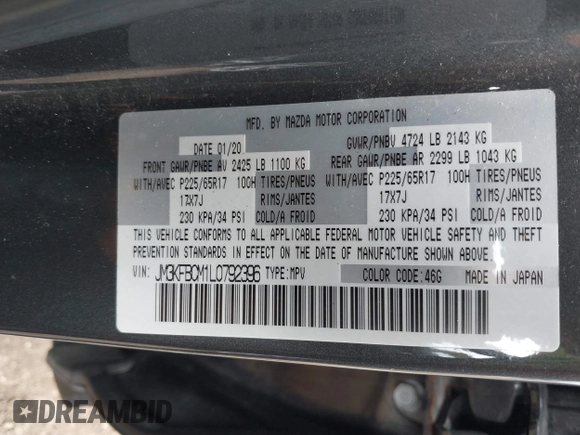 MFD. BY MAZDA MOTOR CORPORATION
DATE 01/20 GVWR/PNBV 4724 LB 2143 KG
FRONT GAWR/PNBE AV 2425 LB 1100 KG REAR GAWR/PNBE AR 2299 LB 1043 KG
WITH/AVEC P225/65R17 100H TIRES/PNEUS WITH/AVEC P225/65R17 100H TIRES/PNEUS
17X7J RIMS/JANTES 17X7J RIMS/JANTES
230 KPA/34 PSI COLD/A FROID 230 KPA/34 PSI COLD/A FROID
THIS VEHICLE CONFORMS TO ALL APPLICABLE FEDERAL MOTOR VEHICLE SAFETY AND THEFT
PREVENTION STANDARDS IN EFFECT ON THE DATE OF MANUFACTURE SHOWN ABOVE.
VIN: JM3KFBCM1L0792396 TYPE: MPV COLOR CODE: 46G MADE IN JAPAN
DREAMBID